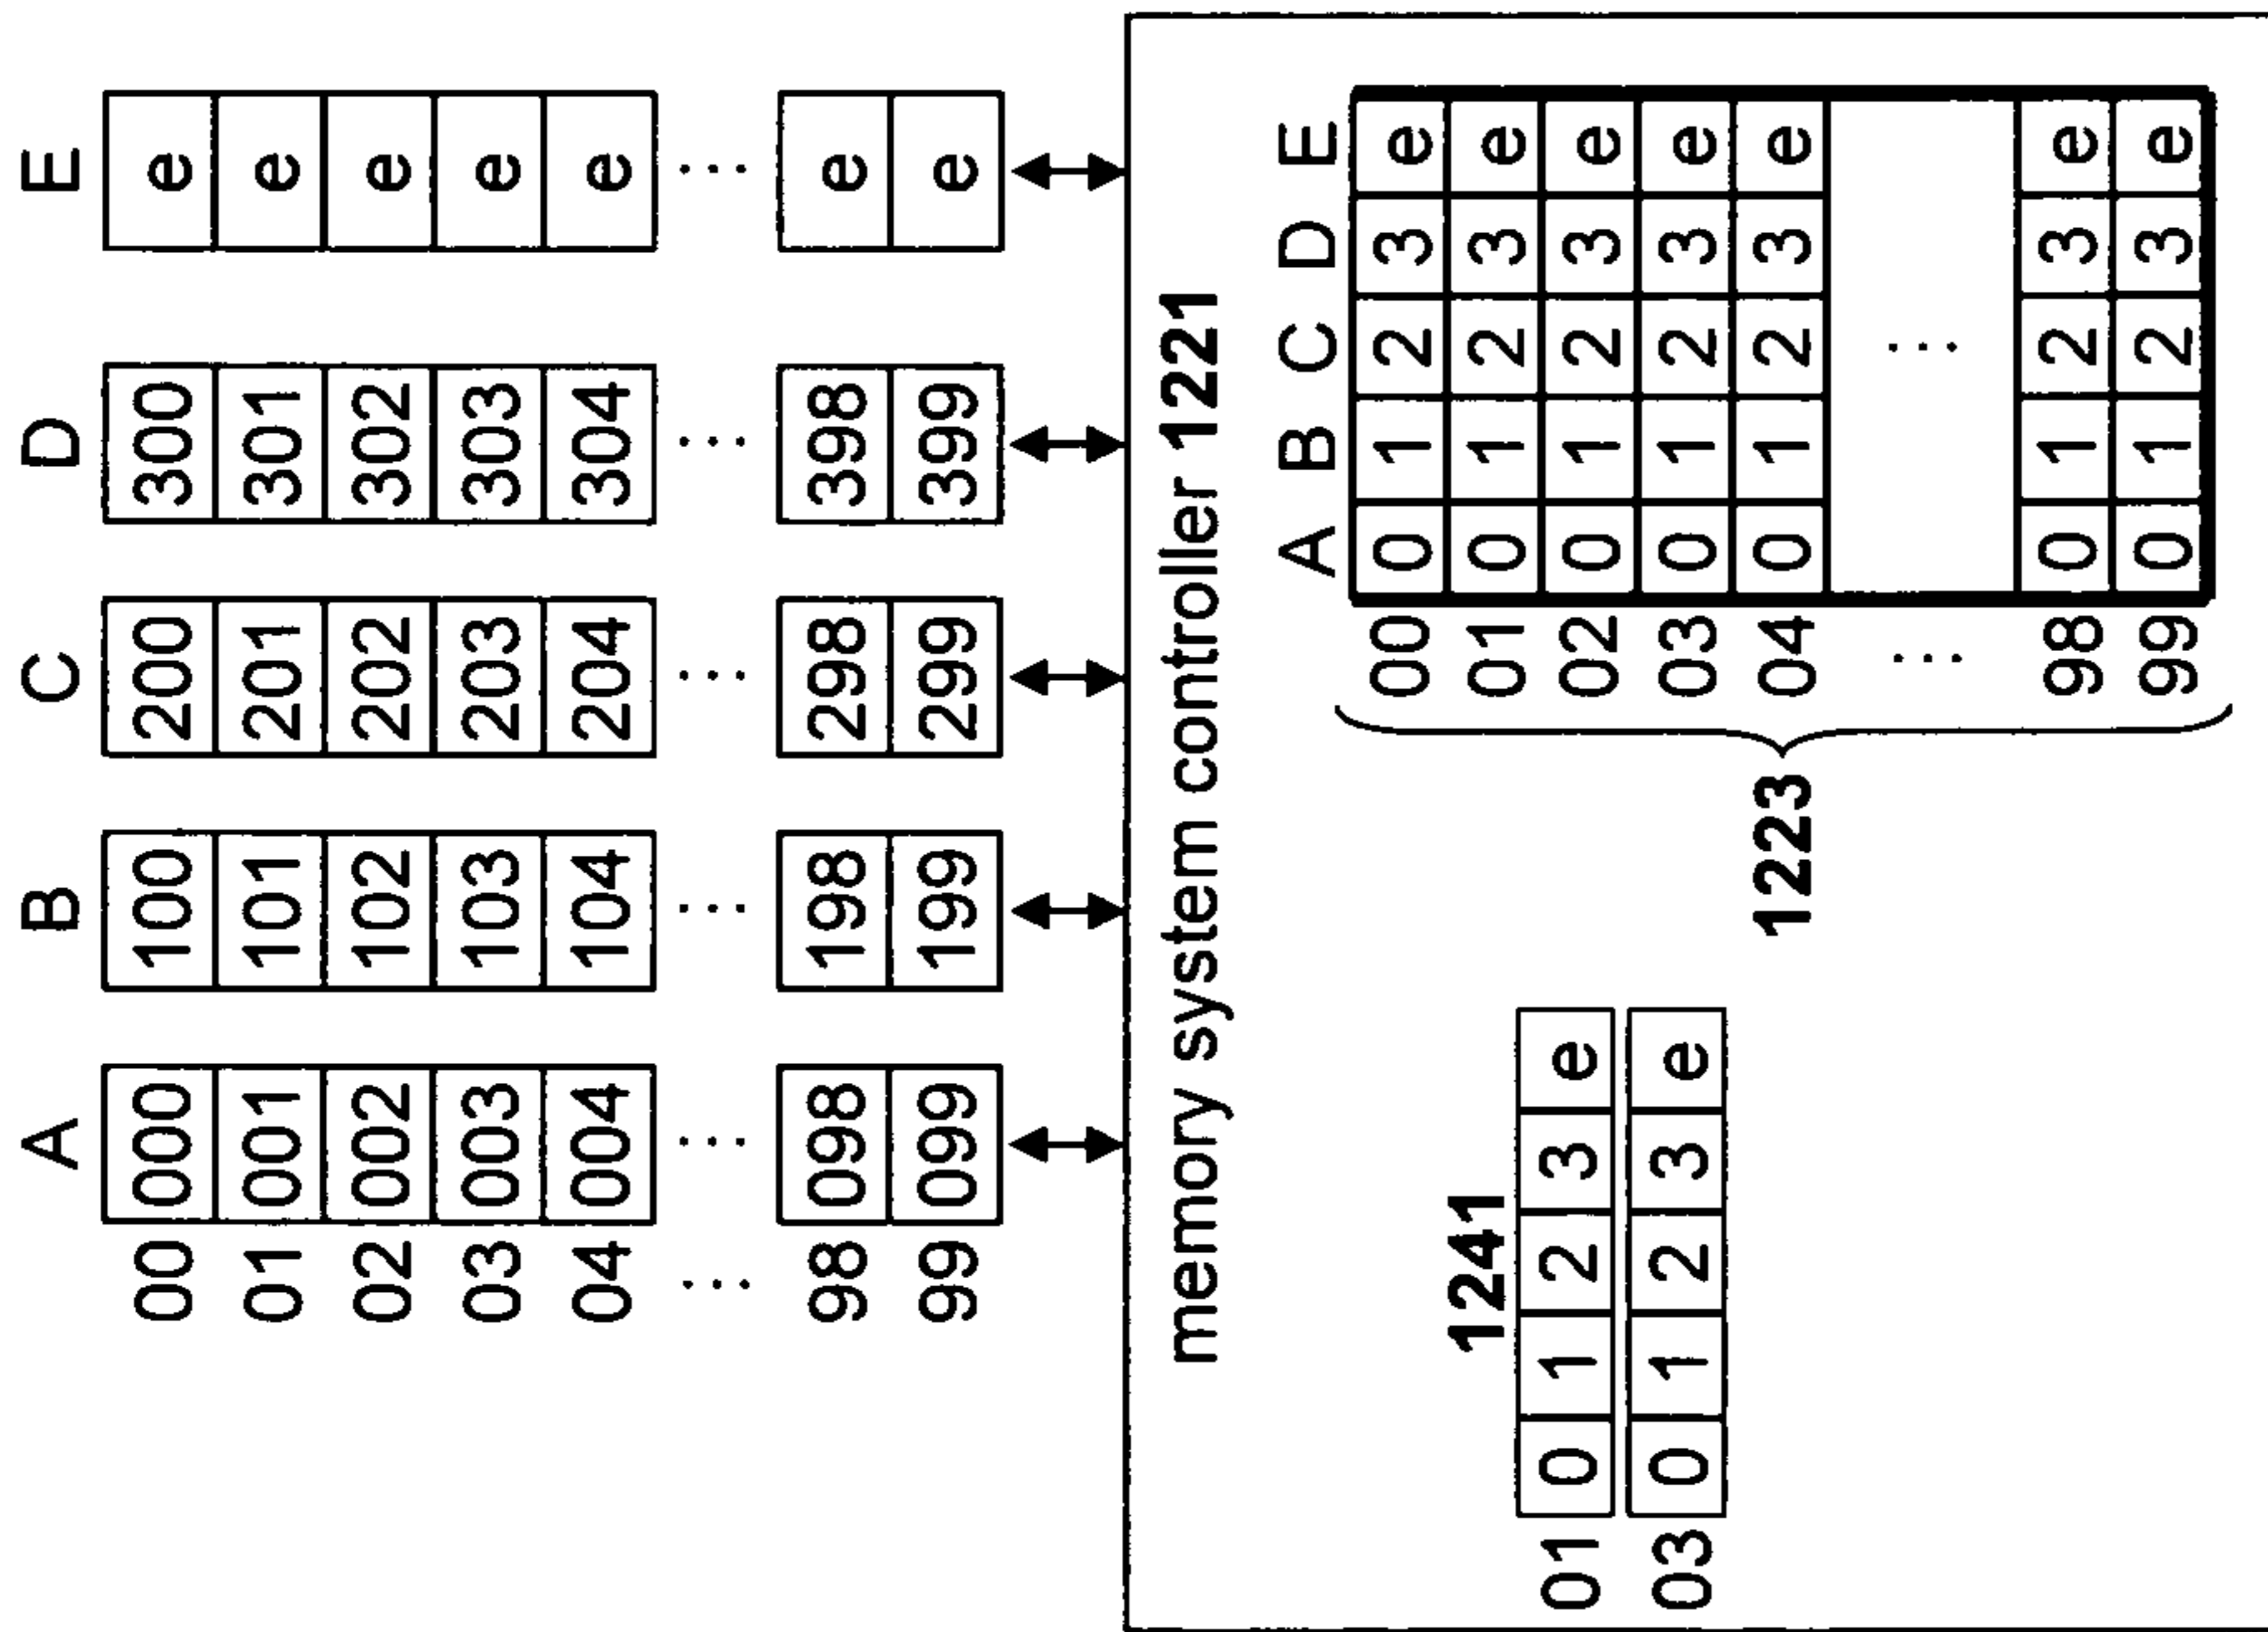 A B C D E
00 000 100 200 300 e
01 001 101 201 301 e
02 002 102 202 302 e
03 003 103 203 303 e
04 004 104 204 304 e
... ... ... ... ... ...
98 098 198 298 398 e
99 099 199 299 399 e
memory system controller 1221
1241
01 0 1 2 3 e
03 0 1 2 3 e
1223
A B C D E
00 0 1 2 3 e
01 0 1 2 3 e
02 0 1 2 3 e
03 0 1 2 3 e
04 0 1 2 3 e
... ...
98 0 1 2 3 e
99 0 1 2 3 e